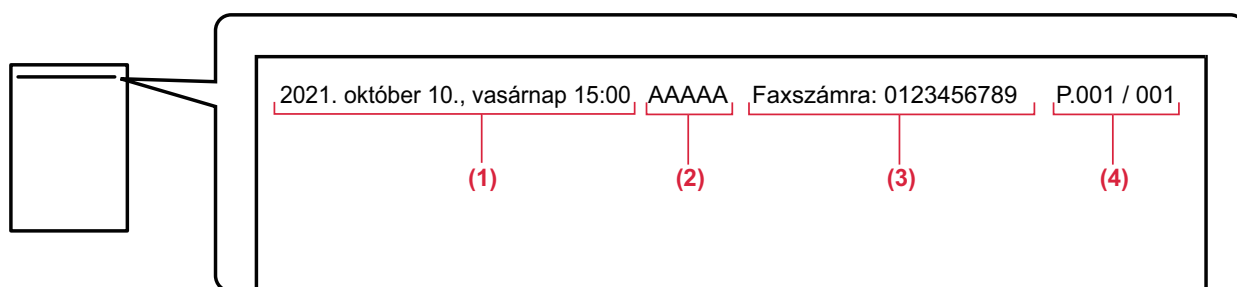 2021. október 10., vasárnap 15:00 AAAAA Faxszámra: 0123456789 P.001 / 001
(1) (2) (3) (4)